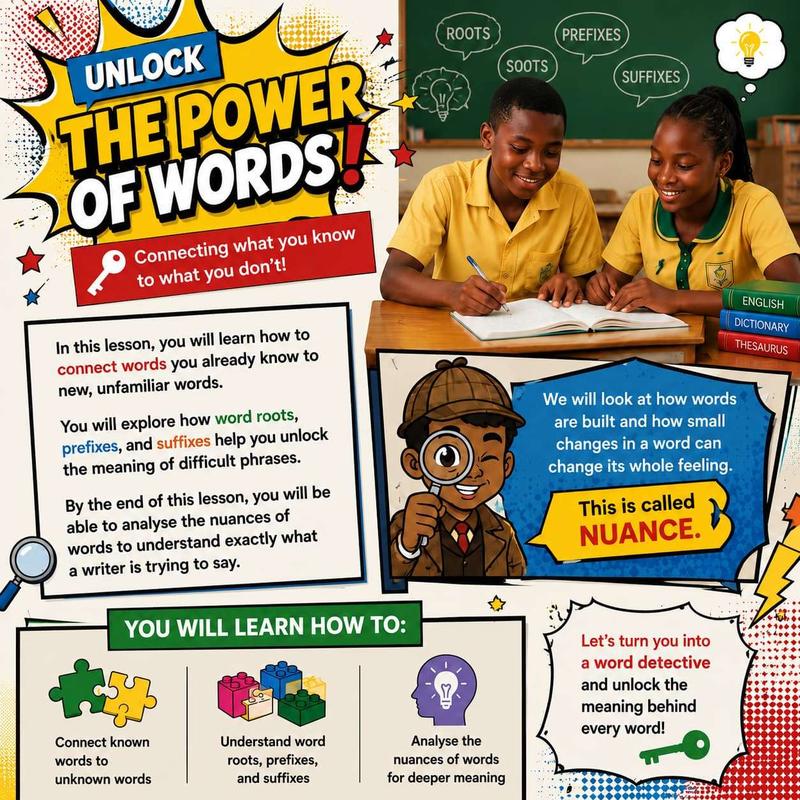 UNLOCK
THE POWER
OF WORDS!
Connecting what you know
to what you don't!
ROOTS
PREFIXES
SOOTS
SUFFIXES
ENGLISH
DICTIONARY
THESAURUS
In this lesson, you will learn how to
connect words you already know to
new, unfamiliar words.
You will explore how word roots,
prefixes, and suffixes help you unlock
the meaning of difficult phrases.
By the end of this lesson, you will be
able to analyse the nuances of
words to understand exactly what
a writer is trying to say.
We will look at how words
are built and how small
changes in a word can
change its whole feeling.
This is called
NUANCE.
YOU WILL LEARN HOW TO:
Connect known
words to
unknown words
Understand word
roots, prefixes,
and suffixes
Analyse the
nuances of words
for deeper meaning
Let's turn you into
a word detective
and unlock the
meaning behind
every word!